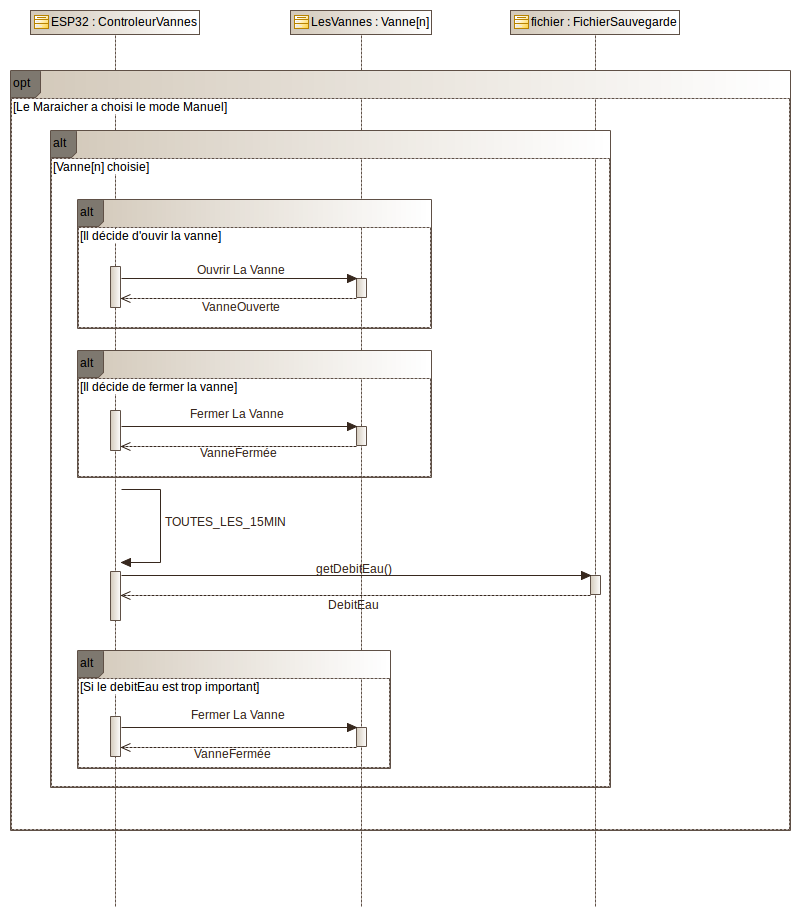 ESP32 : ControleurVannes
LesVannes : Vanne[n]
fichier : FichierSauvegarde
opt
[Le Maraicher a choisi le mode Manuel]
alt
[Vanne[n] choisie]
alt
[Il décide d'ouvir la vanne]
Ouvrir La Vanne
VanneOuverte
alt
[Il décide de fermer la vanne]
Fermer La Vanne
VanneFermée
TOUTES_LES_15MIN
getDebitEau()
DebitEau
alt
[Si le debitEau est trop important]
Fermer La Vanne
VanneFermée